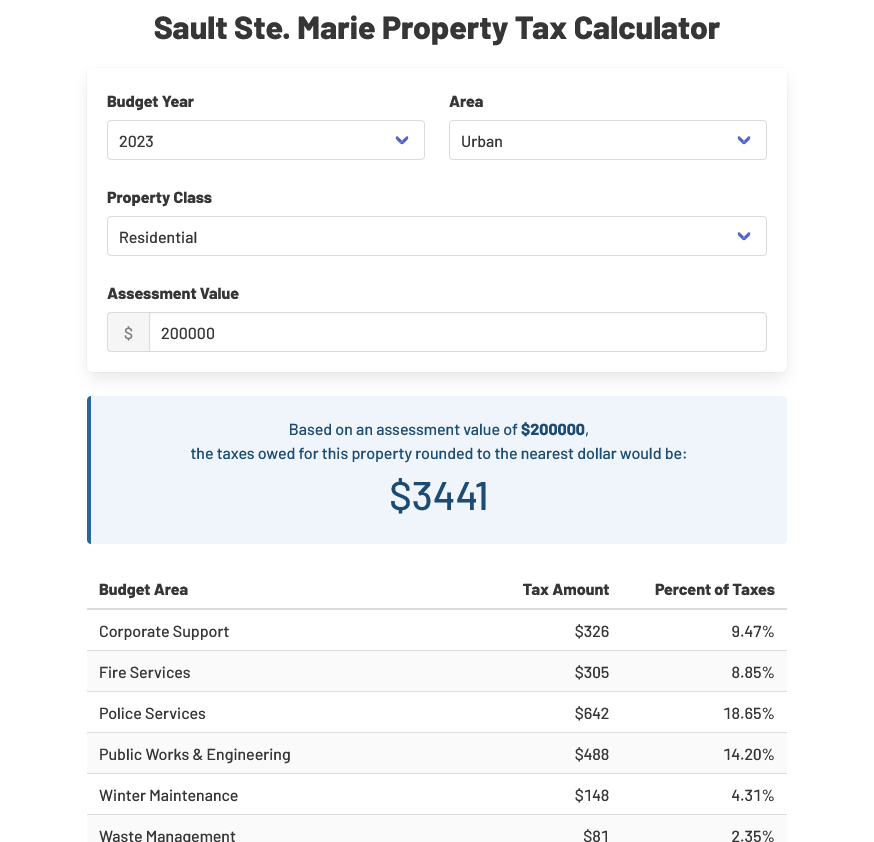 Sault Ste. Marie Property Tax Calculator
Budget Year Area
2023 Urban
Property Class
Residential
Assessment Value
$ 200000
Based on an assessment value of $200000,
the taxes owed for this property rounded to the nearest dollar would be:
$3441
Budget Area Tax Amount Percent of Taxes
Corporate Support $326 9.47%
Fire Services $305 8.85%
Police Services $642 18.65%
Public Works & Engineering $488 14.20%
Winter Maintenance $148 4.31%
Waste Management $81 2.35%